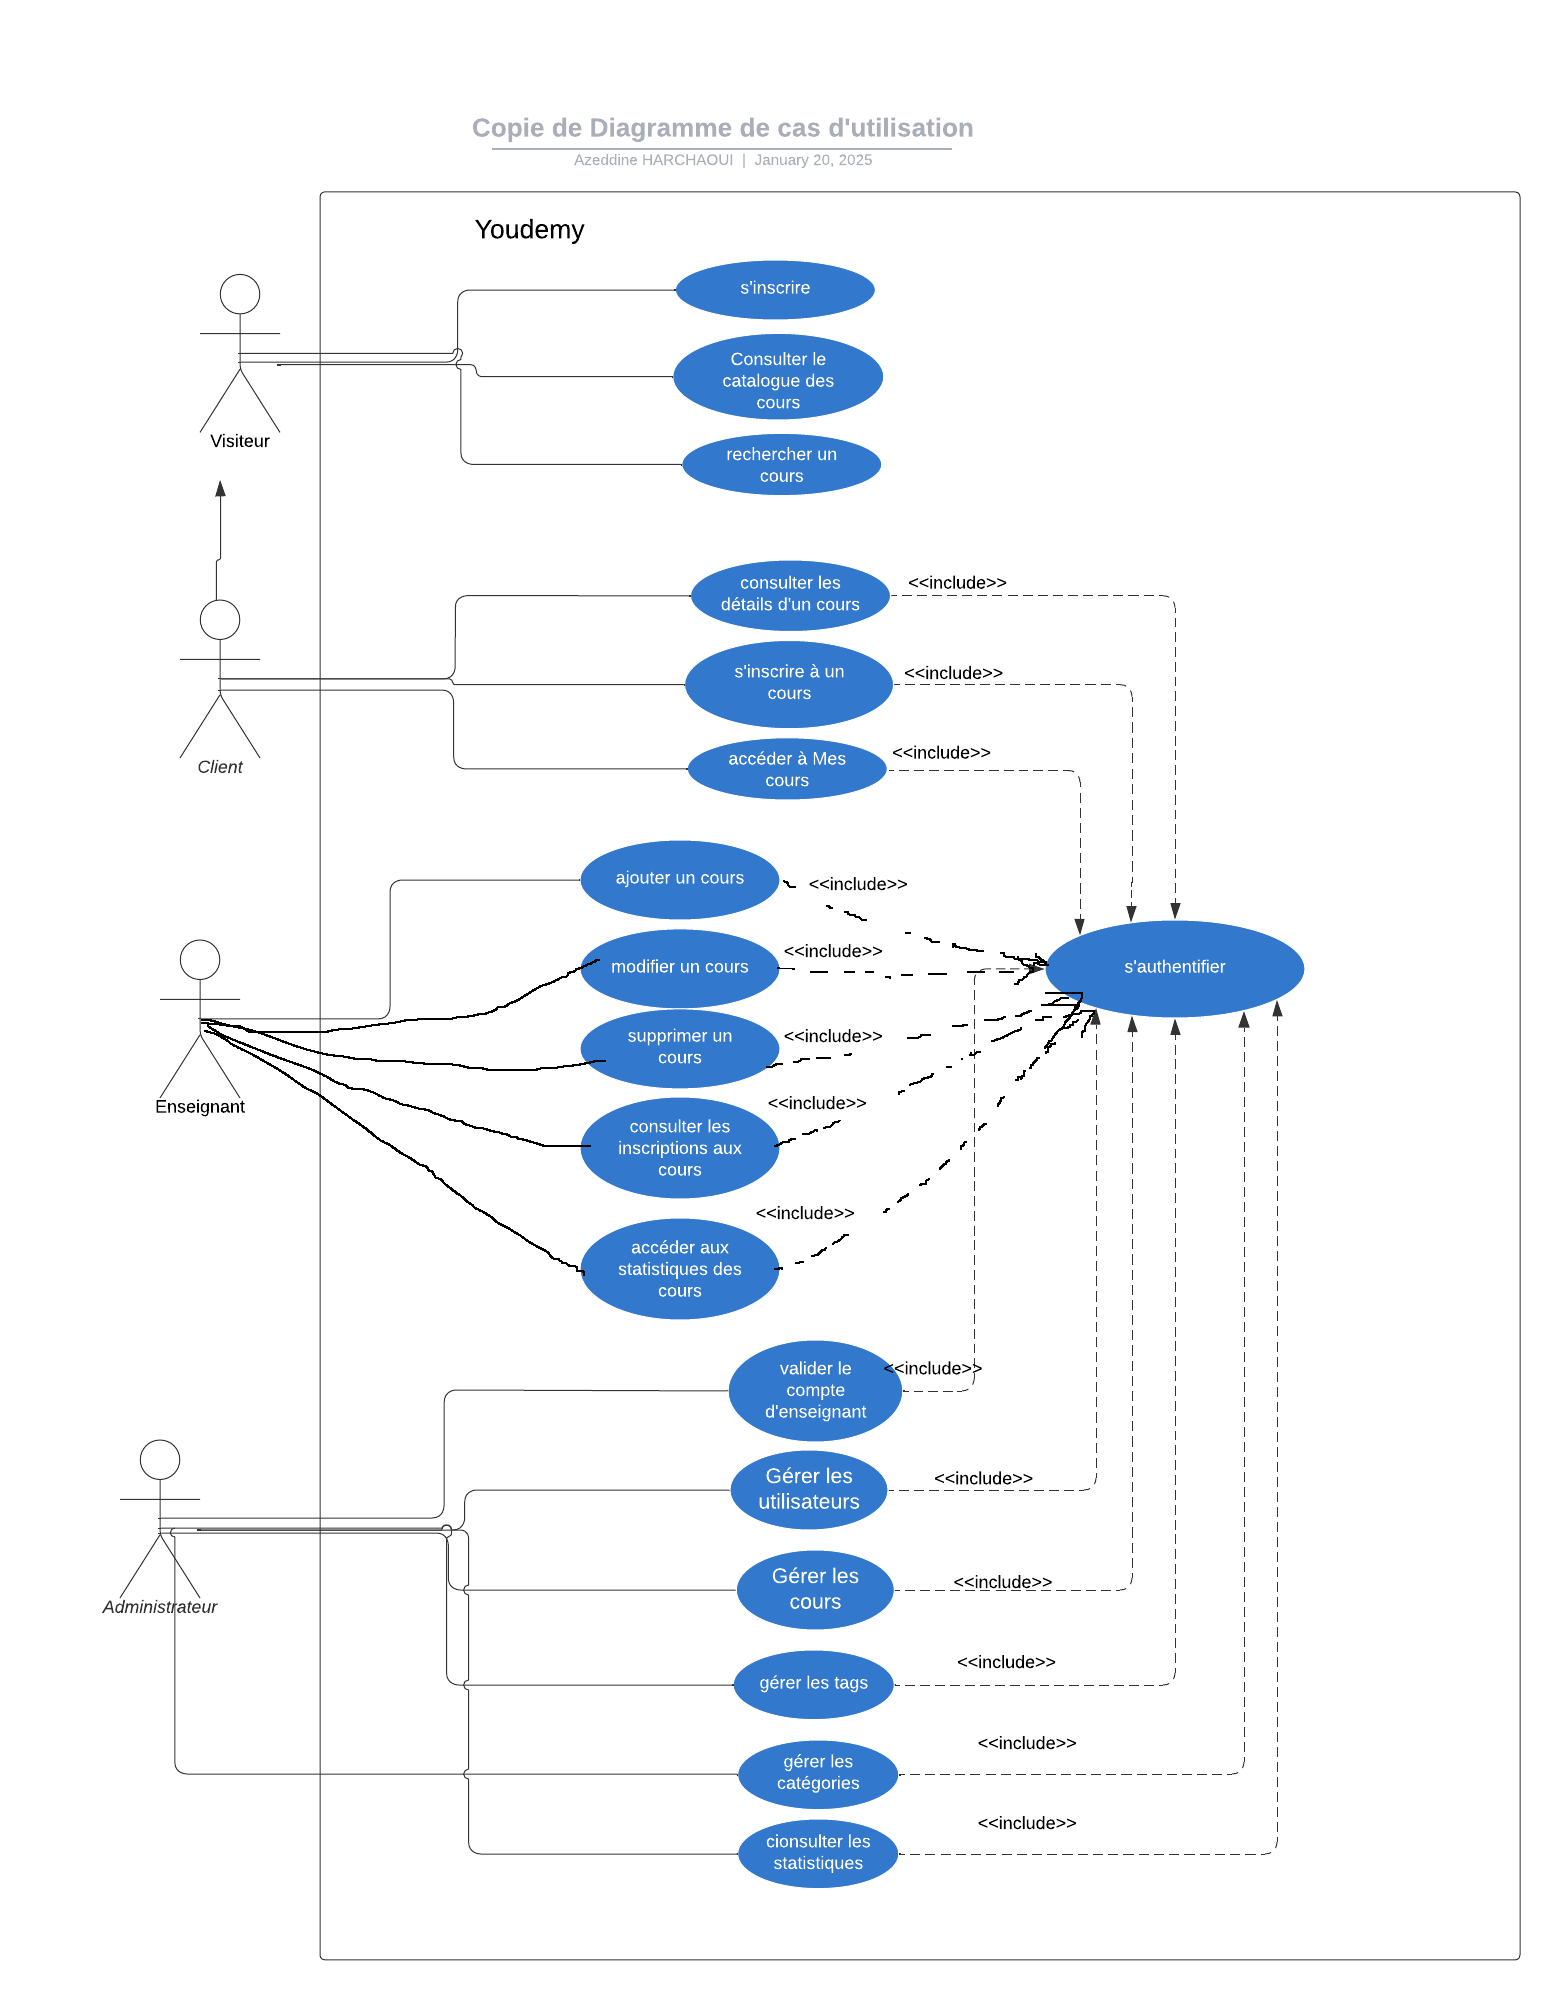 Copie de Diagramme de cas d'utilisation
Azeddine HARCHAOUI | January 20, 2025
Youdemy
s'inscrire
Consulter le
catalogue des
cours
rechercher un
cours
Visiteur
consulter les
détails d'un cours
<<include>>
s'inscrire à un
cours
<<include>>
accéder à Mes
cours
<<include>>
Client
ajouter un cours
<<include>>
modifier un cours
<<include>>
s'authentifier
supprimer un
cours
<<include>>
Enseignant
consulter les
inscriptions aux
cours
<<include>>
accéder aux
statistiques des
cours
<<include>>
valider le
compte
d'enseignant
<<include>>
Gérer les
utilisateurs
<<include>>
Gérer les
cours
<<include>>
Administrateur
gérer les tags
<<include>>
gérer les
catégories
<<include>>
cionsulter les
statistiques
<<include>>